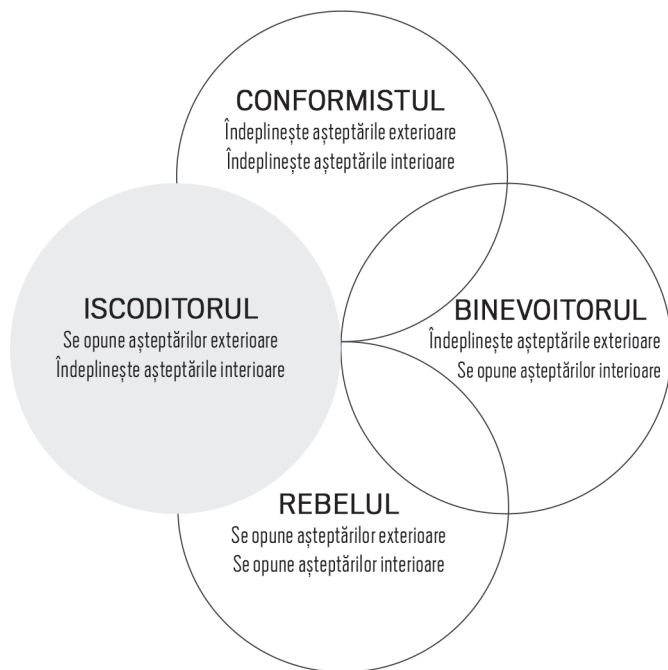 CONFORMISTUL
Îndeplinește așteptările exterioare
Îndeplinește așteptările interioare
ISCODITORUL
Se opune așteptărilor exterioare
Îndeplinește așteptările interioare
BINEVOITORUL
Îndeplinește așteptările exterioare
Se opune așteptărilor interioare
REBELUL
Se opune așteptărilor exterioare
Se opune așteptărilor interioare